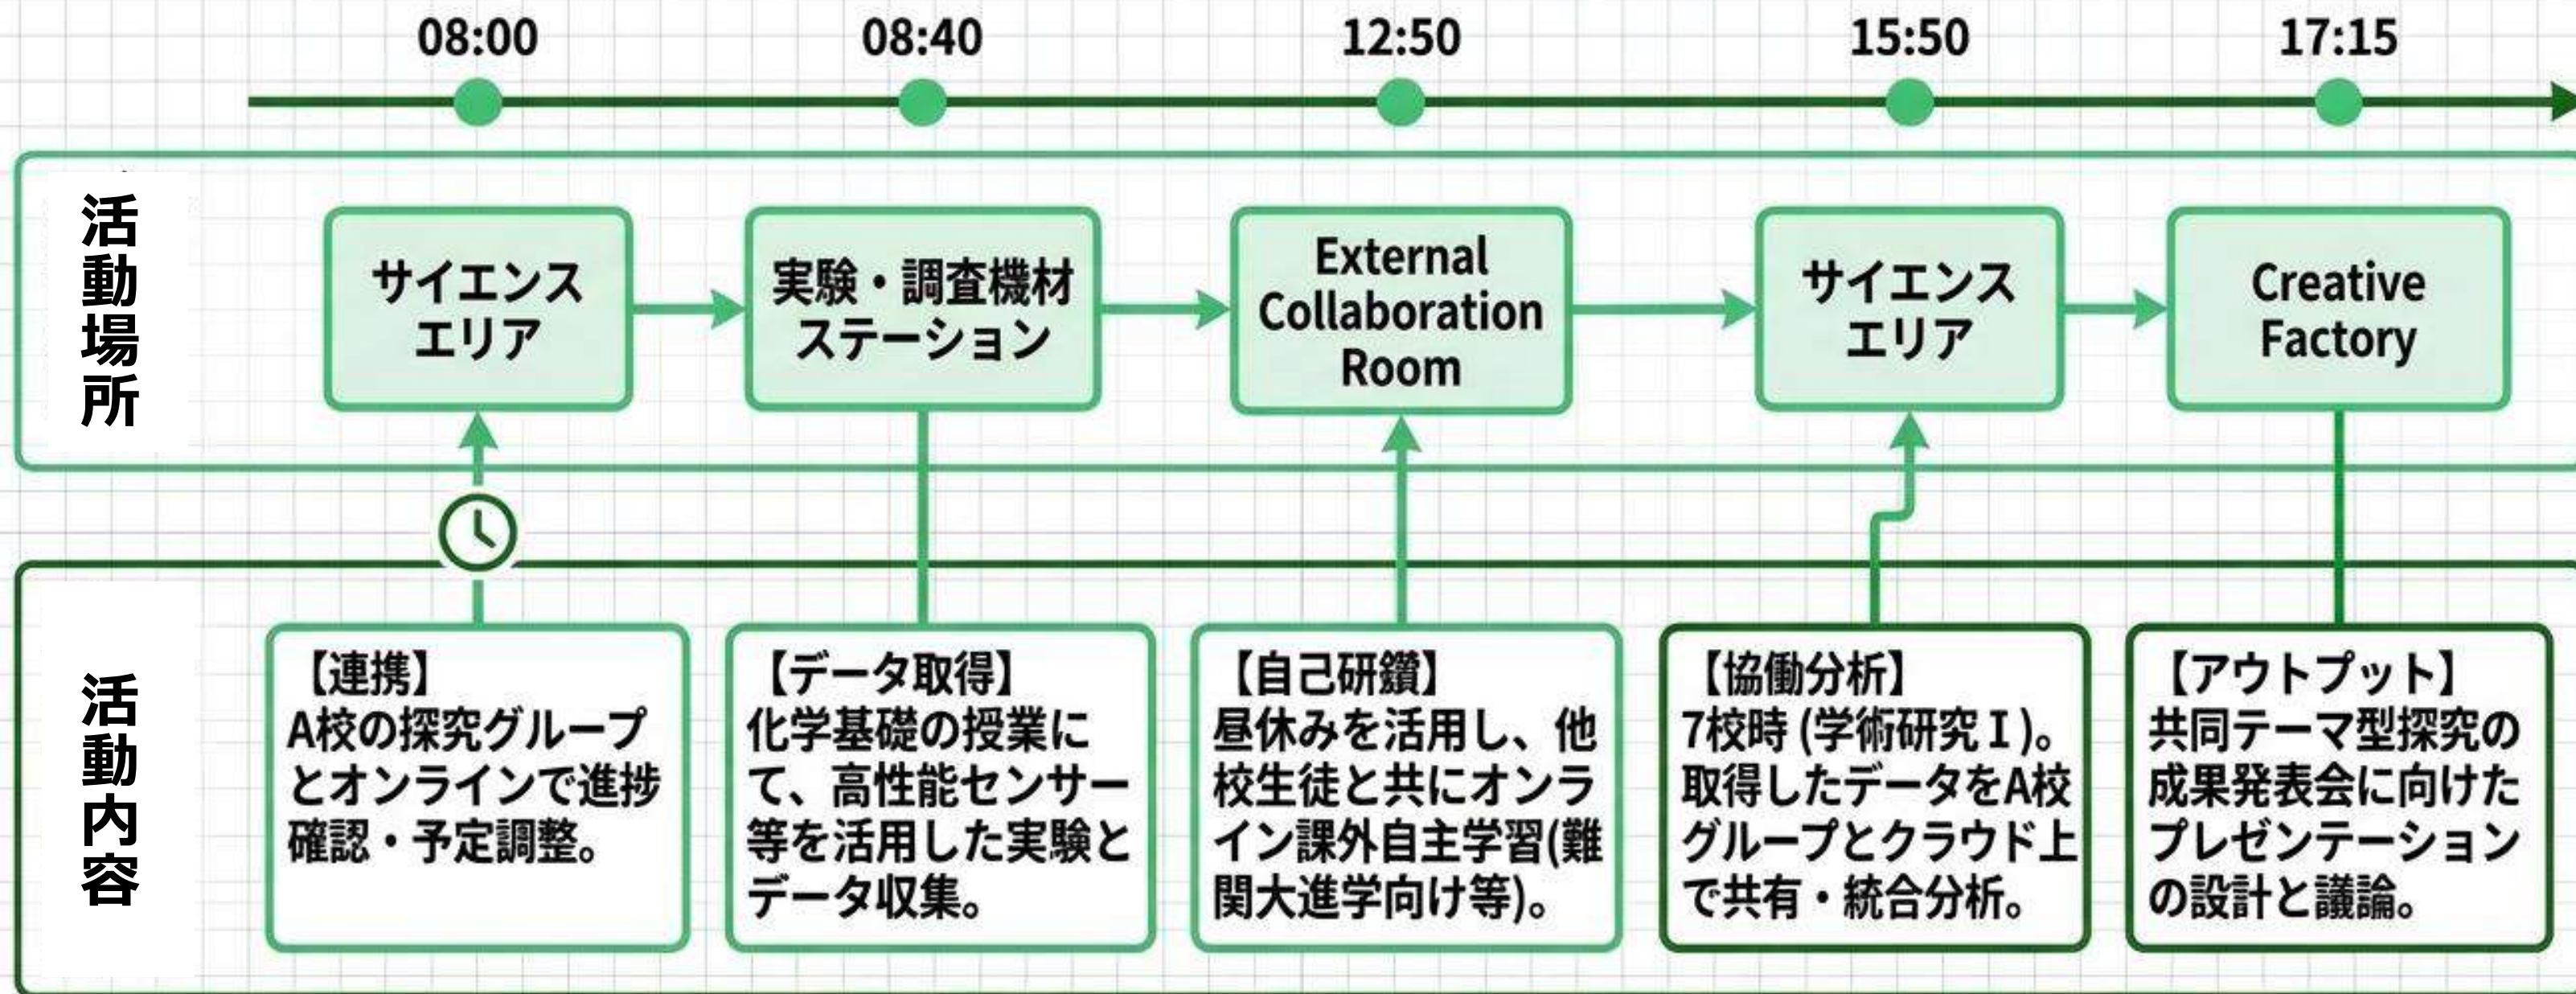 08:00
08:40
12:50
15:50
17:15
活動場所
サイエンス
エリア
実験・調査機材
ステーション
External
Collaboration
Room
サイエンス
エリア
Creative
Factory
活動内容
【連携】
A校の探究グループ
とオンラインで進捗
確認・予定調整。
【データ取得】
化学基礎の授業に
て、高性能センサー
等を活用した実験と
データ収集。
【自己研鑽】
昼休みを活用し、他
校生徒と共にオンラ
イン課外自主学習(難
関大進学向け等)。
【協働分析】
7校時 (学術研究Ⅰ)。
取得したデータをA校
グループとクラウド上
で共有・統合分析。
【アウトプット】
共同テーマ型探究の
成果発表会に向けた
プレゼンテーション
の設計と議論。